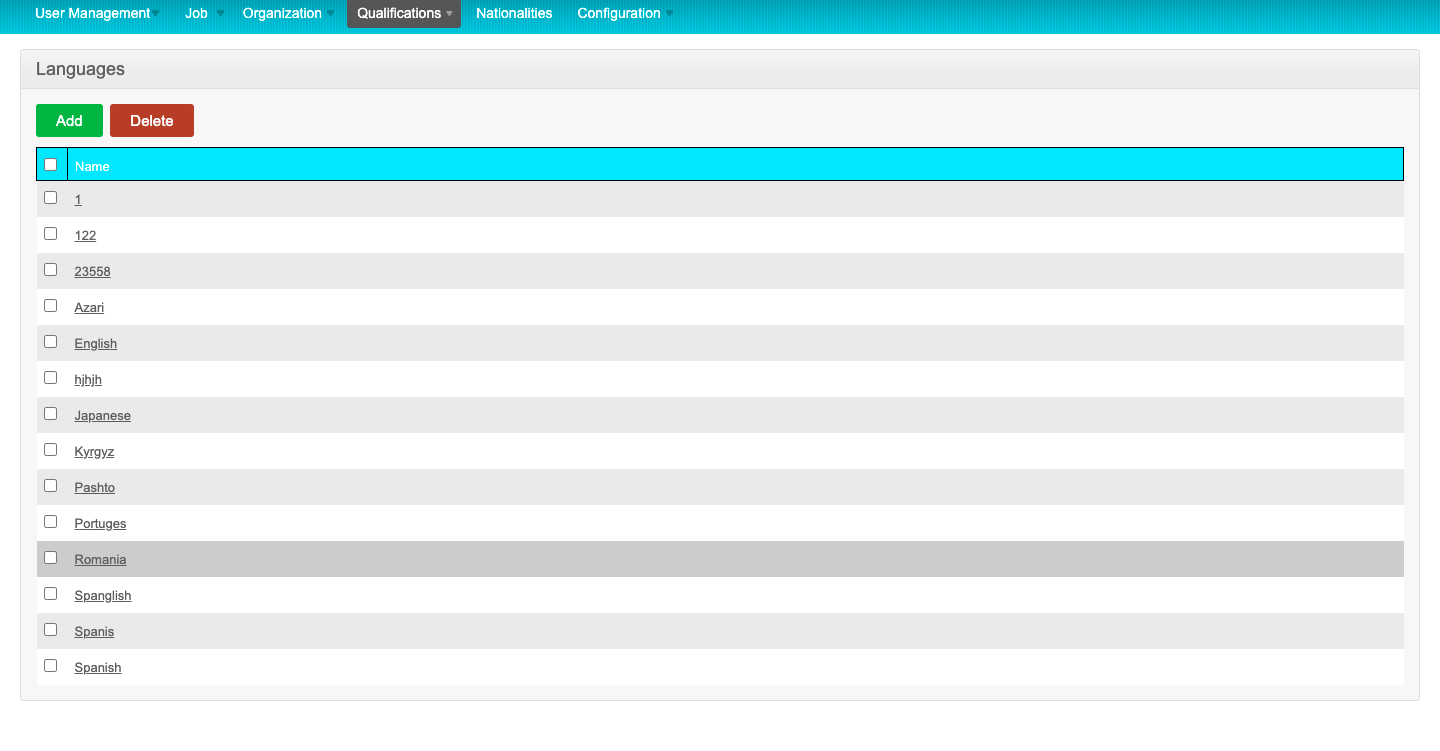 User Management Job Organization Qualifications Nationalities Configuration
Languages
Add Delete
Name
1
122
23558
Azari
English
hjhjh
Japanese
Kyrgyz
Pashto
Portuges
Romania
Spanglish
Spanis
Spanish